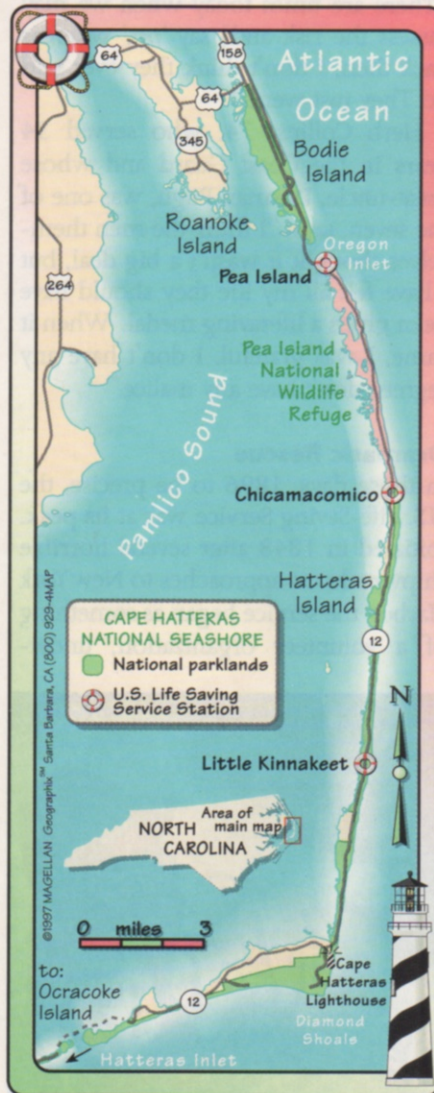 64
158
Atlantic
Ocean
64
345
Bodie
Island
Roanoke
Island
Oregon
Inlet
Pea Island
264
Pea Island
National
Wildlife
Refuge
Pamlico Sound
Chicamacomico
Hatteras
Island
CAPE HATTERAS
NATIONAL SEASHORE
National parklands
U.S. Life Saving
Service Station
12
N
Little Kinnakeet
Area of
main map
NORTH
CAROLINA
0 miles 3
©1997 MAGELLAN Geographix℠ Santa Barbara, CA (800) 929-4MAP
to:
Ocracoke
Island
12
Cape
Hatteras
Lighthouse
Diamond
Shoals
Hatteras Inlet